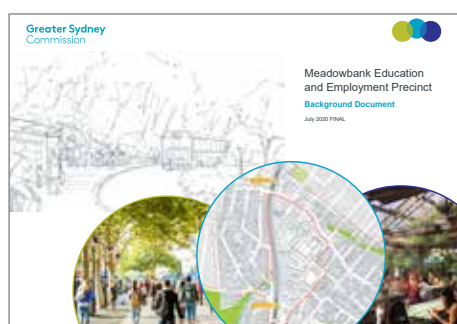 Greater Sydney
Commission
Meadowbank Education
and Employment Precinct
Background Document
July 2020 FINAL